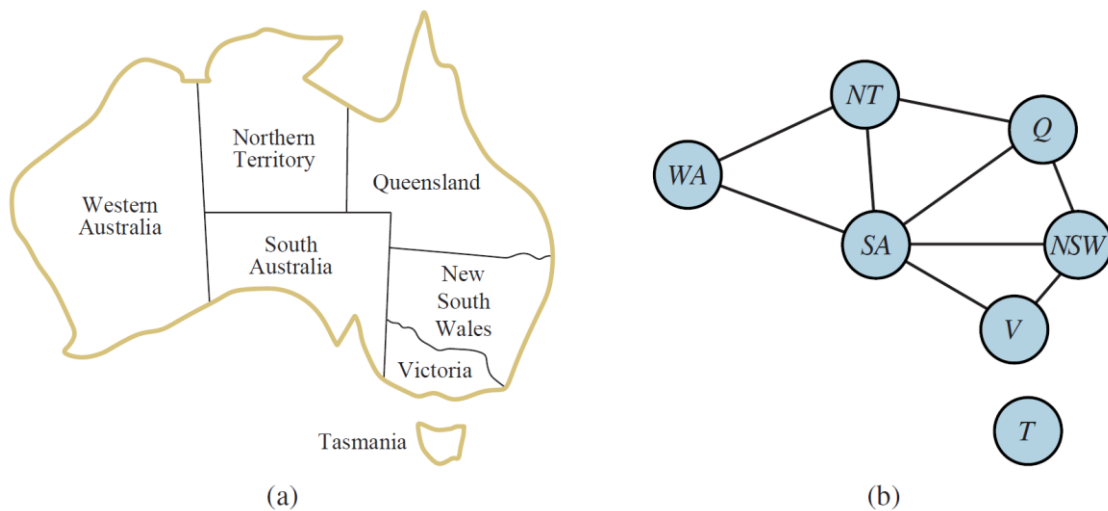 Northern
Territory
Western
Australia
Queensland
South
Australia
New
South
Wales
Victoria
Tasmania
(a)
NT
Q
WA
SA
NSW
V
T
(b)